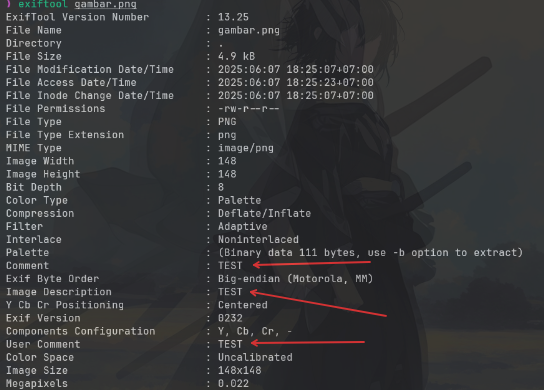 ) exiftool gambar.png
ExifTool Version Number : 13.25
File Name : gambar.png
Directory : .
File Size : 4.9 kB
File Modification Date/Time : 2025:06:07 18:25:07+07:00
File Access Date/Time : 2025:06:07 18:25:23+07:00
File Inode Change Date/Time : 2025:06:07 18:25:07+07:00
File Permissions : -rw-r--r--
File Type : PNG
File Type Extension : png
MIME Type : image/png
Image Width : 148
Image Height : 148
Bit Depth : 8
Color Type : Palette
Compression : Deflate/Inflate
Filter : Adaptive
Interlace : Noninterlaced
Palette : (Binary data 111 bytes, use -b option to extract)
Comment : TEST
Exif Byte Order : Big-endian (Motorola, MM)
Image Description : TEST
Y Cb Cr Positioning : Centered
Exif Version : 0232
Components Configuration : Y, Cb, Cr, -
User Comment : TEST
Color Space : Uncalibrated
Image Size : 148x148
Megapixels : 0.022